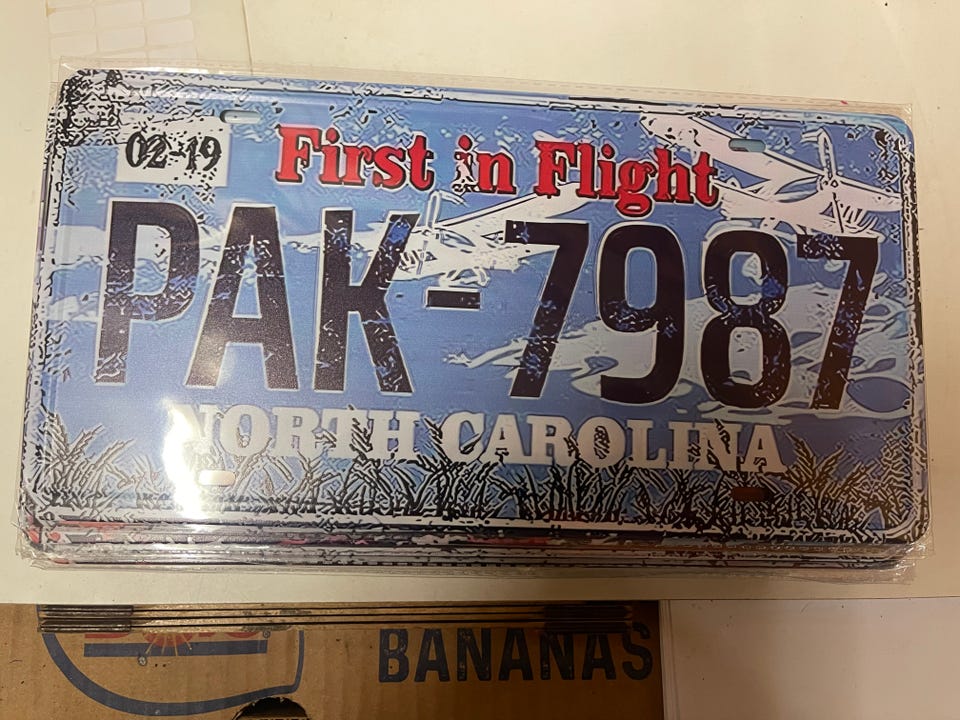 First in Flight
02-19
PAK-7987
NORTH CAROLINA
BANANAS